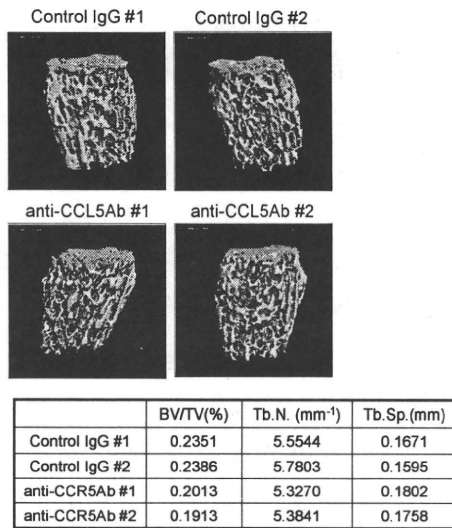 Control IgG #1 Control IgG #2
anti-CCL5Ab #1 anti-CCL5Ab #2
BV/TV(%) Tb.N. (mm-1) Tb.Sp.(mm)
Control IgG #1 0.2351 5.5544 0.1671
Control IgG #2 0.2386 5.7803 0.1595
anti-CCR5Ab #1 0.2013 5.3270 0.1802
anti-CCR5Ab #2 0.1913 5.3841 0.1758